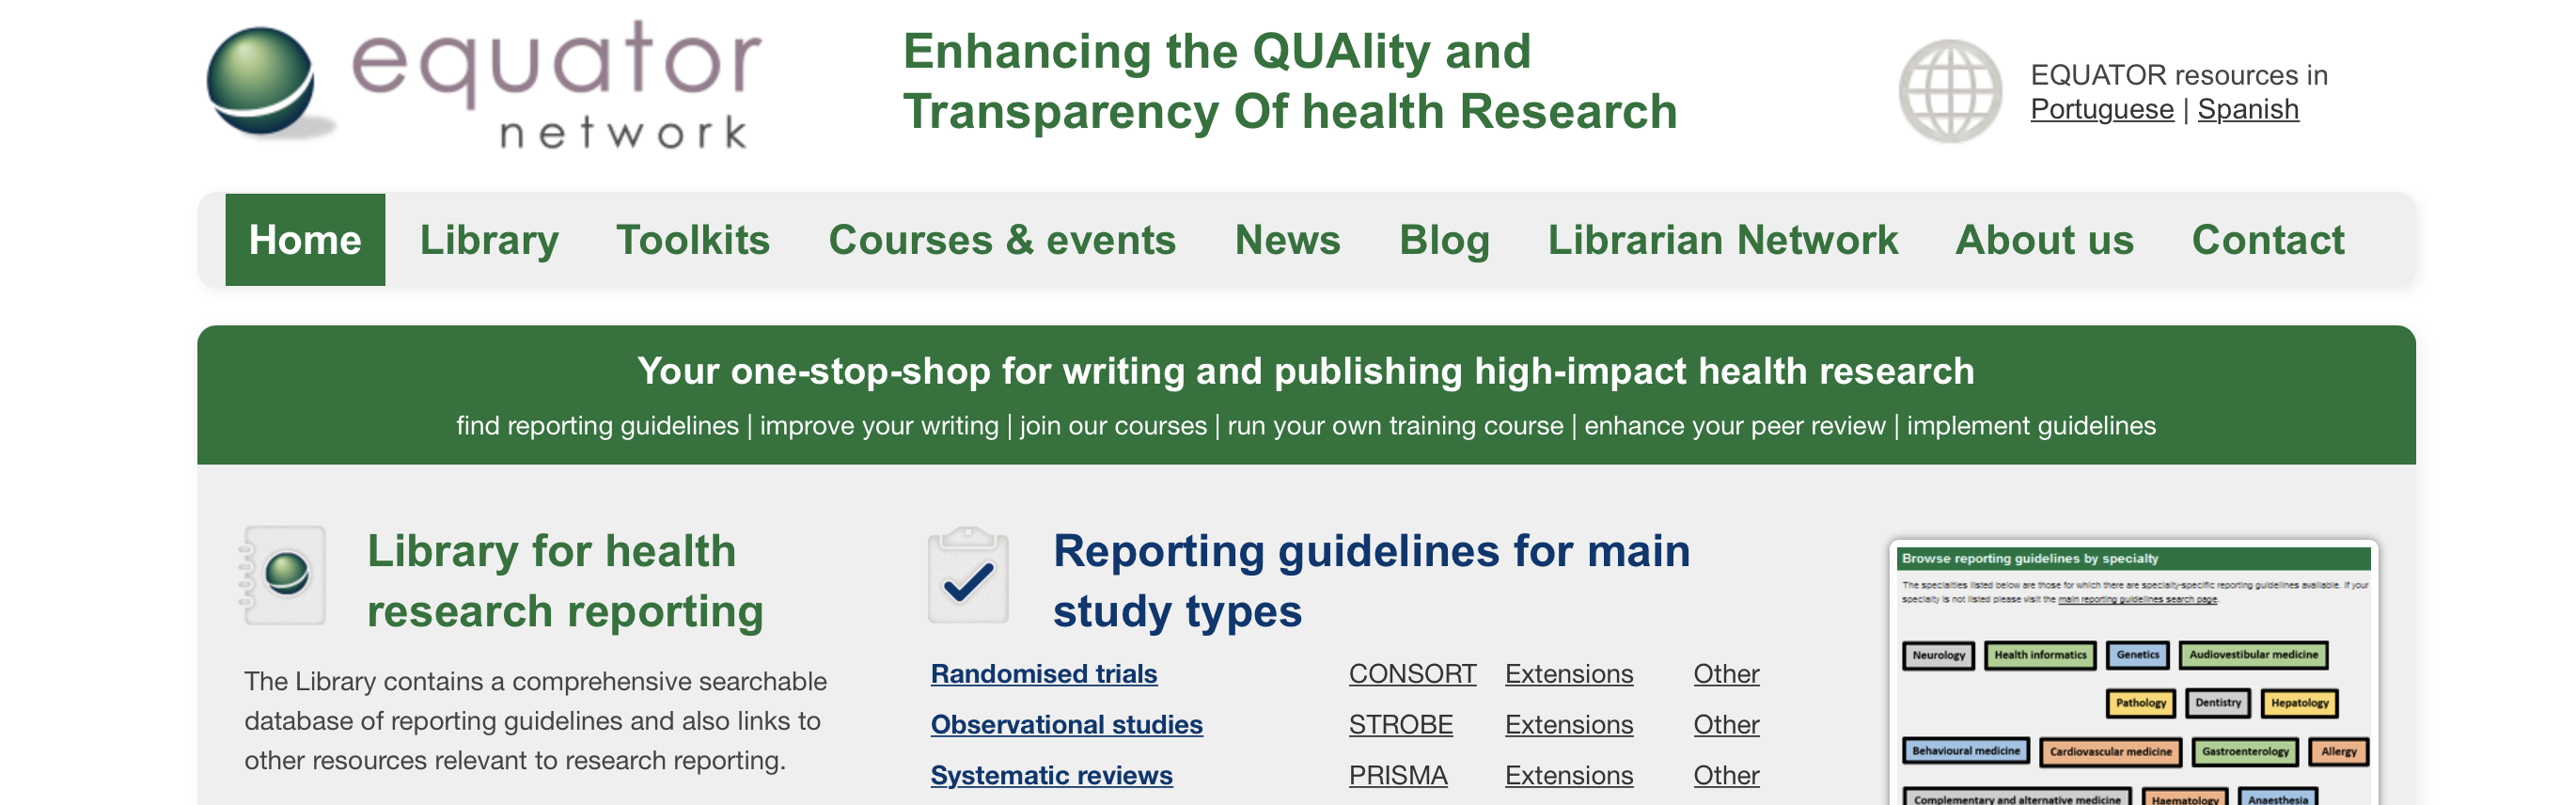 equator
network
Enhancing the QUAlity and
Transparency Of health Research
EQUATOR resources in
Portuguese | Spanish
Home Library Toolkits Courses & events News Blog Librarian Network About us Contact
Your one-stop-shop for writing and publishing high-impact health research
find reporting guidelines | improve your writing | join our courses | run your own training course | enhance your peer review | implement guidelines
Library for health
research reporting
The Library contains a comprehensive searchable
database of reporting guidelines and also links to
other resources relevant to research reporting.
Reporting guidelines for main
study types
Randomised trials CONSORT Extensions Other
Observational studies STROBE Extensions Other
Systematic reviews PRISMA Extensions Other
Browse reporting guidelines by specialty
The specialties listed below are those for which there are specialty-specific reporting guidelines available. If your
specialty is not listed please visit the main reporting guidelines search page.
Neurology Health informatics Genetics Audiovestibular medicine
Pathology Dentistry Hepatology
Behavioural medicine Cardiovascular medicine Gastroenterology Allergy
Complementary and alternative medicine Haematology Anaesthesia